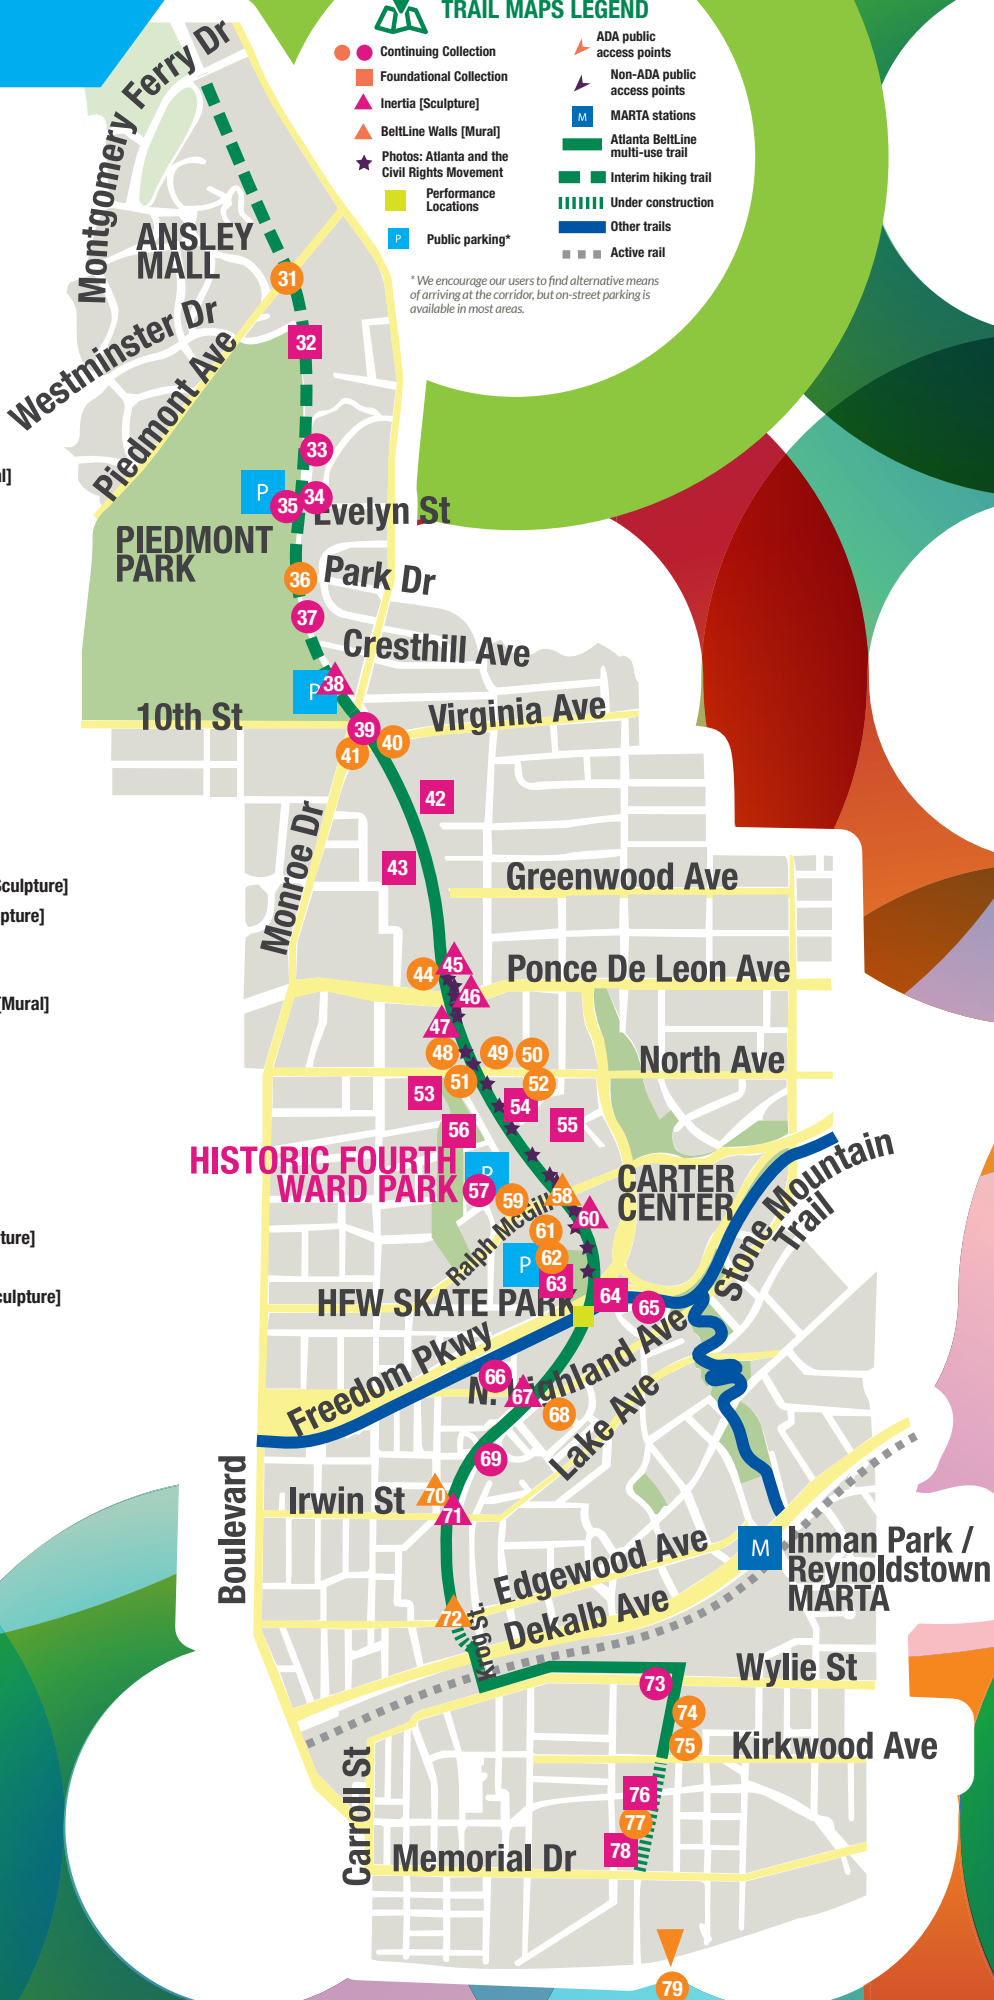 TRAIL MAPS LEGEND
Continuing Collection
Foundational Collection
Inertia [Sculpture]
BeltLine Walls [Mural]
Photos: Atlanta and the
Civil Rights Movement
Performance
Locations
P
Public parking*
ADA public
access points
Non-ADA public
access points
M
MARTA stations
Atlanta BeltLine
multi-use trail
Interim hiking trail
Under construction
Other trails
Active rail
* We encourage our users to find alternative means
of arriving at the corridor, but on-street parking is
available in most areas.
Montgomery Ferry Dr
ANSLEY
MALL
31
Westminster Dr
32
Piedmont Ave
33
P
34
35
Evelyn St
PIEDMONT
PARK
36
Park Dr
37
Cresthill Ave
P
38
10th St
Virginia Ave
39
40
41
42
Monroe Dr
43
Greenwood Ave
44
45
Ponce De Leon Ave
46
47
48
49
50
North Ave
51
52
53
54
55
56
HISTORIC FOURTH
WARD PARK
P
57
58
59
CARTER
CENTER
Stone Mountain
Trail
Ralph McGill
60
61
62
P
63
HFW SKATE PARK
64
65
Freedom Pkwy
N. Highland Ave
66
67
68
Lake Ave
69
Boulevard
Irwin St
70
71
Edgewood Ave
M
Inman Park /
Reynoldstown
MARTA
Dekalb Ave
72
Krog St.
Wylie St
73
74
75
Kirkwood Ave
Carroll St
76
77
78
Memorial Dr
79
l]
Sculpture]
pture]
[Mural]
ture]
culpture]